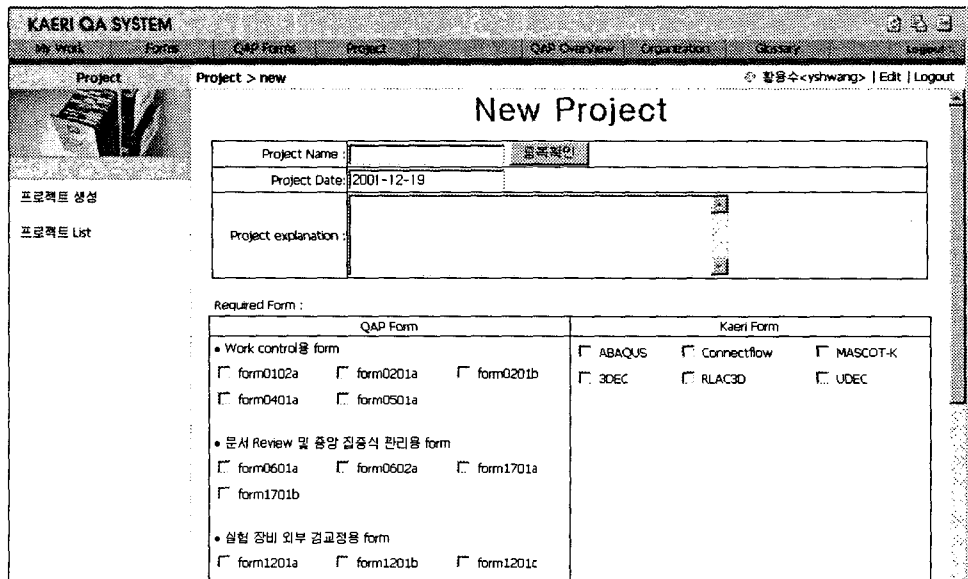 KAERI QA SYSTEM
My Work Forms QAP Forms Project QAP Overview Organization Glossary Logout
Project
Project > new
황용수<yshwang> | Edit | Logout
New Project
프로젝트 생성
프로젝트 List
Project Name :
중복확인
Project Date: 2001-12-19
Project explanation :
Required Form :
QAP Form
Kaeri Form
• Work control용 form
form0102a form0201a form0201b
form0401a form0501a
• 문서 Review 및 중앙 집중식 관리용 form
form0601a form0602a form1701a
form1701b
• 실험 장비 외부 검교정용 form
form1201a form1201b form1201c
ABAQUS Connectflow MASCOT-K
3DEC RLAC3D UDEC